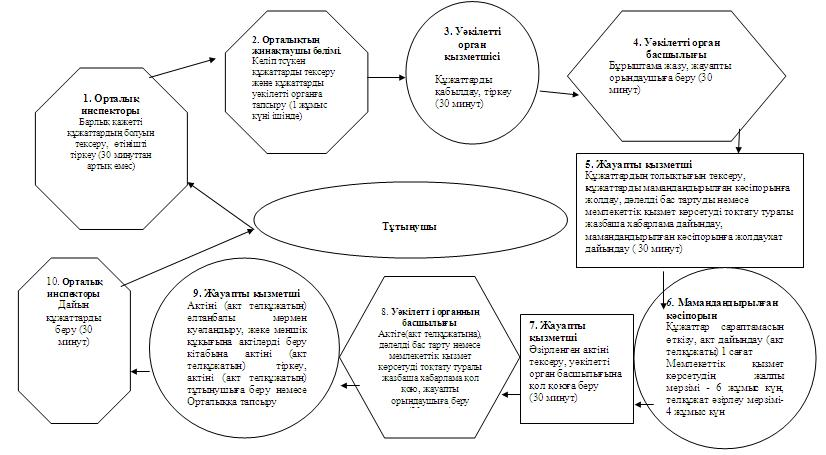 1. Орталық
инспекторы
Барлық қажетті
құжаттардың болуын
тексеру, өтінішті
тіркеу (30 минуттан
артық емес)
2. Орталықтың
жинақтаушы бөлімі.
Келіп түскен
құжаттарды тексеру
және құжаттарды
уәкілетті органға
тапсыру (1 жұмыс
күні ішінде)
3. Уәкілетті
орган
қызметшісі
Құжаттарды
қабылдау, тіркеу
(30 минут)
4. Уәкілетті орган
басшылығы
Бұрыштама жазу, жауапты
орындаушыға беру (30
минут)
5. Жауапты қызметші
Құжаттардың толықтығын тексеру,
құжаттарды мамандандырылған кәсіпорынға
жолдау, дәлелді бас тартуды немесе
мемлекеттік қызмет көрсетуді тоқтату туралы
жазбаша хабарлама дайындау,
мамандандырылған кәсіпорынға жолдаухат
дайындау ( 30 минут)
Тұтынушы
6. Мамандандырылған
кәсіпорын
Құжаттар сараптамасын
өткізу, акт дайындау (акт
телқұжаты) 1 сағат
Мемлекеттік қызмет
көрсетудің жалпы
мерзімі - 6 жұмыс күн,
телқұжат әзірлеу мерзімі-
4 жұмыс күн
7. Жауапты
қызметші
Әзірленген актіні
тексеру, уәкілетті
орган басшылығына
қол қоюға беру
(30 минут)
8. Уәкілетт і органның
басшылығы
Актіге(акт телқұжатына),
дәлелді бас тарту немесе
мемлекеттік қызмет
көрсетуді тоқтату туралы
жазбаша хабарлама қол
қою, жауапты
орындаушыға беру
9. Жауапты қызметші
Актіні (акт телқұжатын)
елтаңбалы мөрмен
куәландыру, жеке меншік
құқығына актілерді беру
кітабына актіні (акт
телқұжатын) тіркеу,
актіні (акт телқұжатын)
тұтынушыға беру немесе
Орталыққа тапсыру
10. Орталық
инспекторы
Дайын
құжаттарды
беру (30
минут)